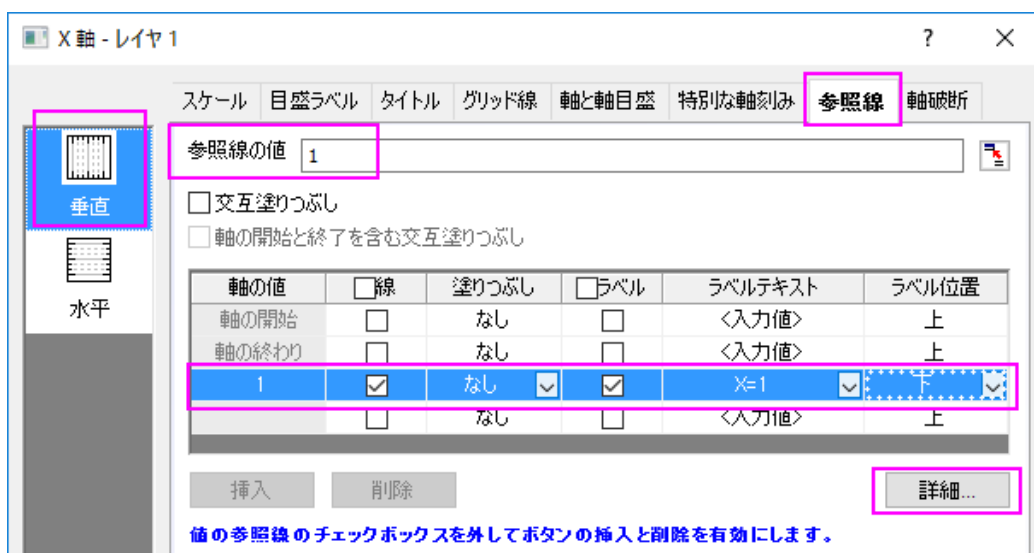 X 軸 - レイヤ 1 ?
スケール 目盛ラベル タイトル グリッド線 軸と軸目盛 特別な軸刻み 参照線 軸破断
垂直
水平
参照線の値 1
交互塗りつぶし
軸の開始と終了を含む交互塗りつぶし
軸の値 線 塗りつぶし ラベル ラベルテキスト ラベル位置
軸の開始 なし <入力値> 上
軸の終わり なし <入力値> 上
1 なし X=1 下
なし <入力値> 上
挿入 削除 詳細...
値の参照線のチェックボックスを外してボタンの挿入と削除を有効にします。